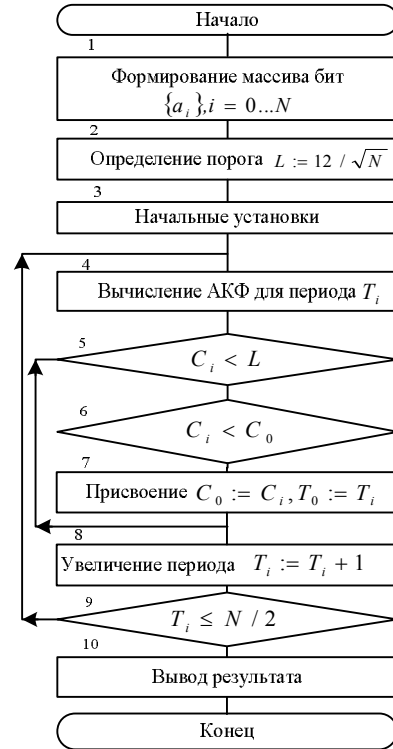 Начало
1
Формирование массива бит
{a_i}, i = 0...N
2
Определение порога L := 12 / √N
3
Начальные установки
4
Вычисление АКФ для периода T_i
5
C_i < L
6
C_i < C_0
7
Присвоение C_0 := C_i, T_0 := T_i
8
Увеличение периода T_i := T_i + 1
9
T_i ≤ N / 2
10
Вывод результата
Конец